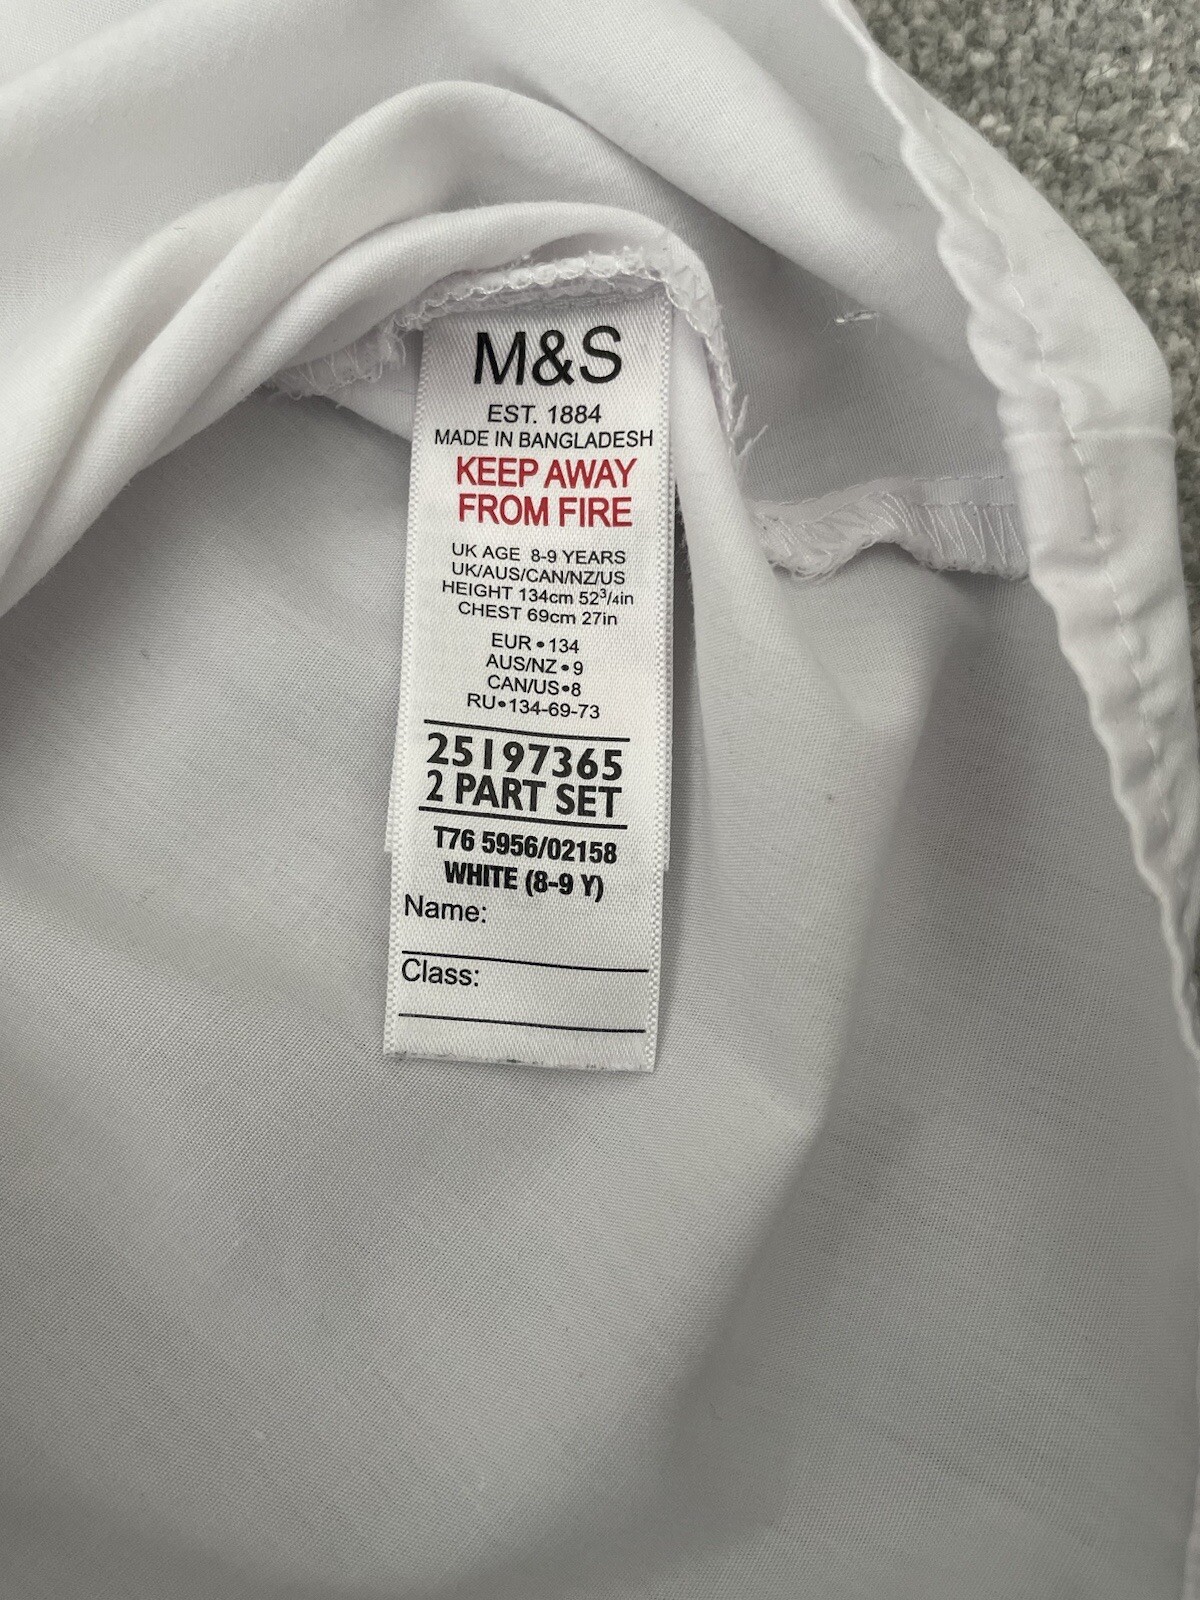 M&S
EST. 1884
MADE IN BANGLADESH
KEEP AWAY
FROM FIRE
UK AGE 8-9 YEARS
UK/AUS/CAN/NZ/US
HEIGHT 134cm 52³/4in
CHEST 69cm 27in
EUR•134
AUS/NZ•9
CAN/US•8
RU•134-69-73
25197365
2 PART SET
T76 5956/02158
WHITE (8-9 Y)
Name:
Class: